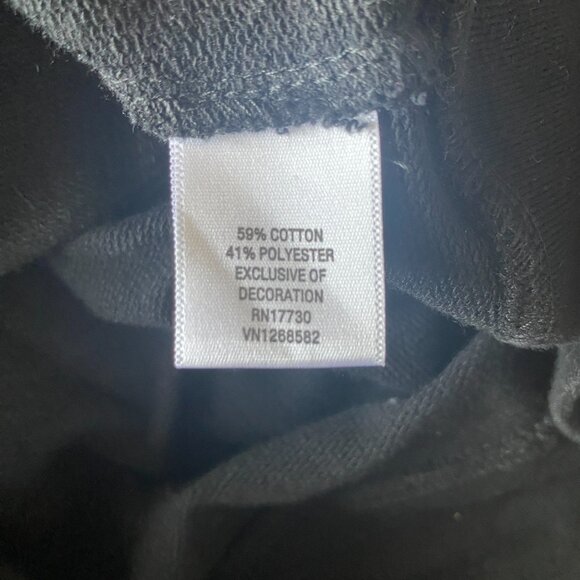 59% COTTON
41% POLYESTER
EXCLUSIVE OF
DECORATION
RN17730
VN1268582